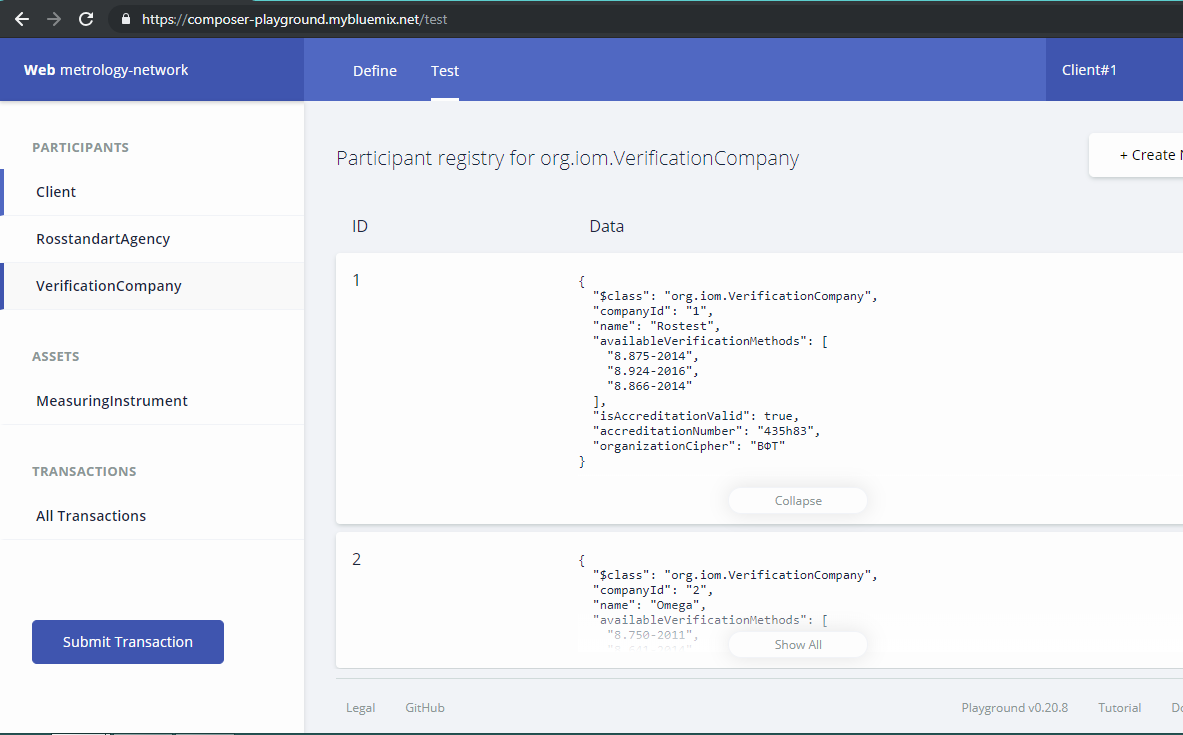 https://composer-playground.mybluemix.net/test
Web metrology-network
Define
Test
Client#1
PARTICIPANTS
Client
RosstandartAgency
VerificationCompany
ASSETS
MeasuringInstrument
TRANSACTIONS
All Transactions
Submit Transaction
Participant registry for org.iom.VerificationCompany
+ Create
ID
Data
1
{
"$class": "org.iom.VerificationCompany",
"companyId": "1",
"name": "Rostest",
"availableVerificationMethods": [
"8.875-2014",
"8.924-2016",
"8.866-2014"
],
"isAccreditationValid": true,
"accreditationNumber": "435h83",
"organizationCipher": "ВФТ"
}
Collapse
2
{
"$class": "org.iom.VerificationCompany",
"companyId": "2",
"name": "Omega",
"availableVerificationMethods": [
"8.750-2011",
Show All
Legal
GitHub
Playground v0.20.8
Tutorial